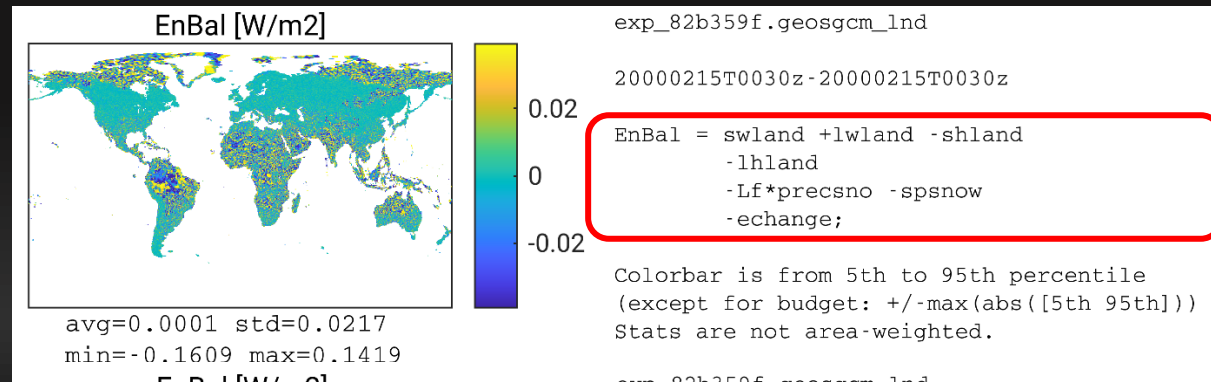 EnBal [W/m2]
0.02
0
-0.02
avg=0.0001 std=0.0217
min=-0.1609 max=0.1419
exp_82b359f.geosgcm_lnd
20000215T0030z-20000215T0030z
EnBal = swland +lwland -shland
-lhland
-Lf*precsno -spsnow
-echange;
Colorbar is from 5th to 95th percentile
(except for budget: +/-max(abs([5th 95th]))
Stats are not area-weighted.